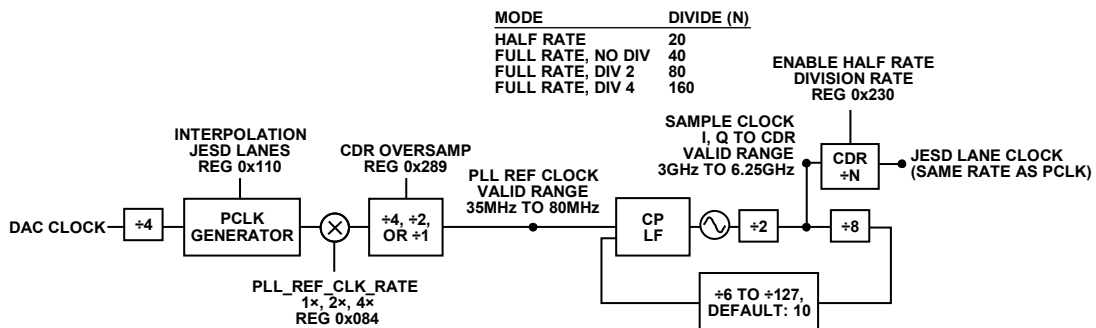 MODE DIVIDE (N)
HALF RATE 20
FULL RATE, NO DIV 40
FULL RATE, DIV 2 80
FULL RATE, DIV 4 160
ENABLE HALF RATE
DIVISION RATE
REG 0x230
INTERPOLATION
JESD LANES
REG 0x110
CDR OVERSAMP
REG 0x289
PLL REF CLOCK
VALID RANGE
35MHz TO 80MHz
SAMPLE CLOCK
I, Q TO CDR
VALID RANGE
3GHz TO 6.25GHz
CDR
÷N
JESD LANE CLOCK
(SAME RATE AS PCLK)
DAC CLOCK
÷4
PCLK
GENERATOR
÷4, ÷2,
OR ÷1
CP
LF
÷2
÷8
PLL_REF_CLK_RATE
1×, 2×, 4×
REG 0x084
÷6 TO ÷127,
DEFAULT: 10